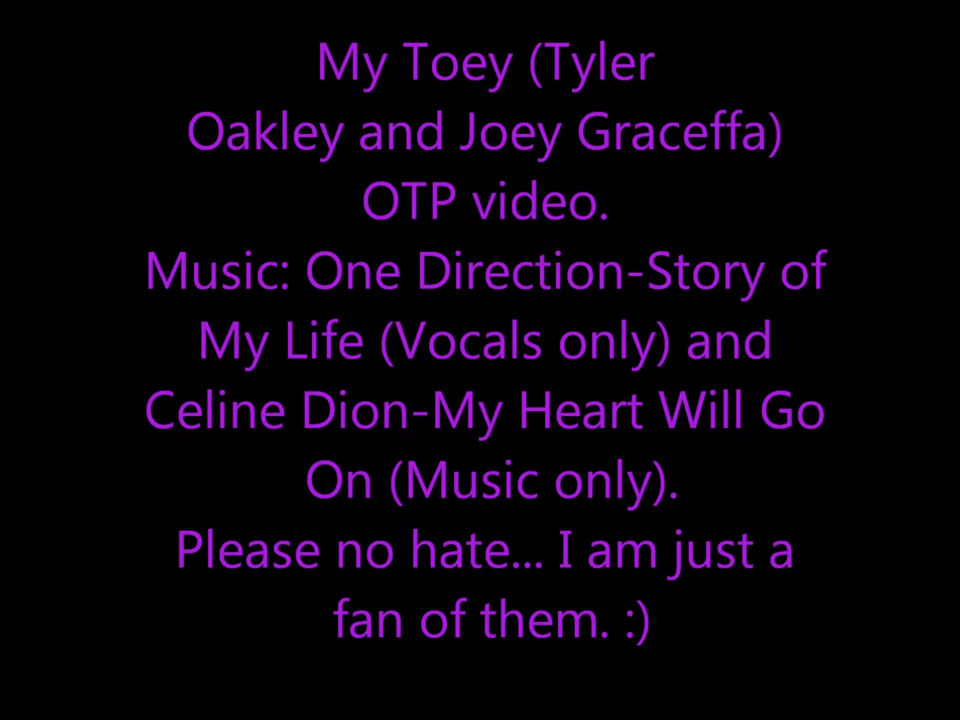 My Toey (Tyler
Oakley and Joey Graceffa)
OTP video.
Music: One Direction-Story of
My Life (Vocals only) and
Celine Dion-My Heart Will Go
On (Music only).
Please no hate... I am just a
fan of them. :)